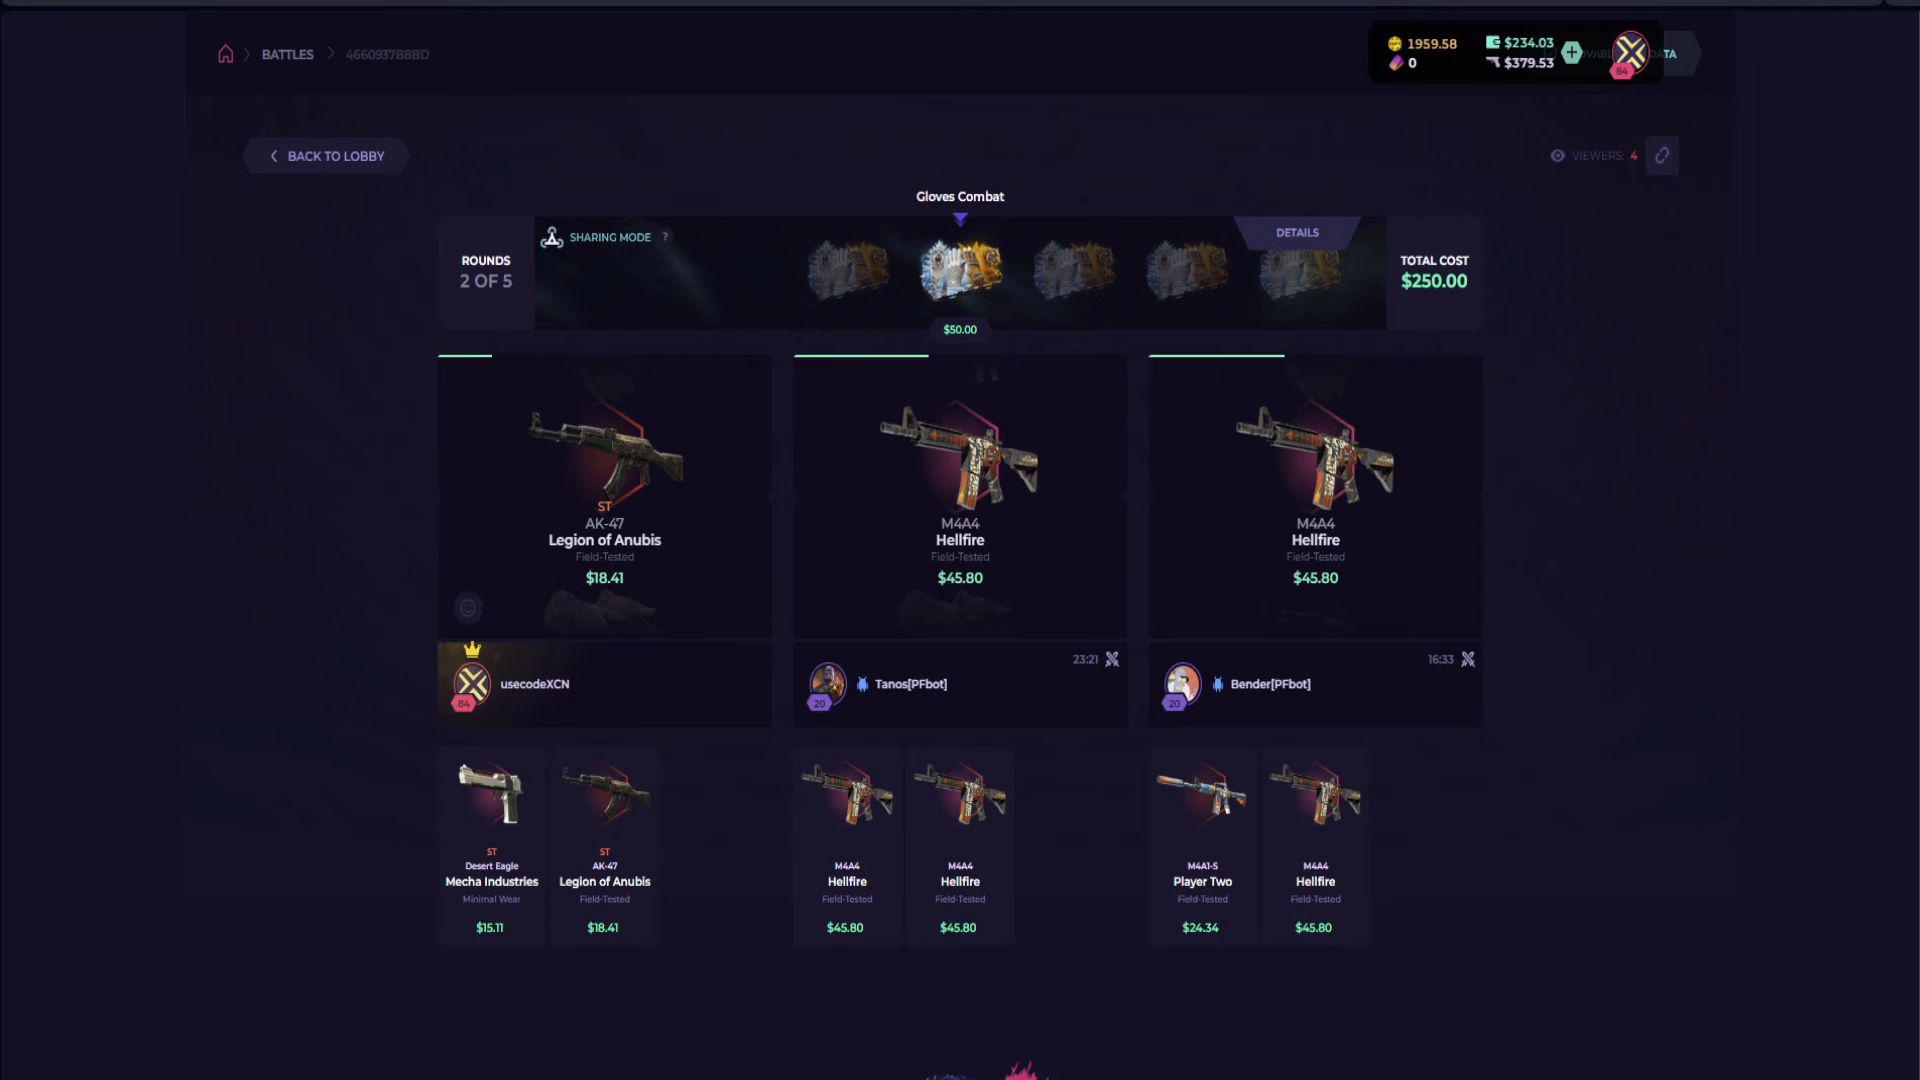 BATTLES
4660937B8BD
1959.58
$234.03
0
$379.53
84
BACK TO LOBBY
VIEWERS: 4
Gloves Combat
ROUNDS
2 OF 5
SHARING MODE ?
DETAILS
TOTAL COST
$250.00
$50.00
ST
AK-47
Legion of Anubis
Field-Tested
$18.41
M4A4
Hellfire
Field-Tested
$45.80
M4A4
Hellfire
Field-Tested
$45.80
84
usecodeXCN
23:21
20
Tanos[PFbot]
16:33
20
Bender[PFbot]
ST
Desert Eagle
Mecha Industries
Minimal Wear
$15.11
ST
AK-47
Legion of Anubis
Field-Tested
$18.41
M4A4
Hellfire
Field-Tested
$45.80
M4A4
Hellfire
Field-Tested
$45.80
M4A1-S
Player Two
Field-Tested
$24.34
M4A4
Hellfire
Field-Tested
$45.80